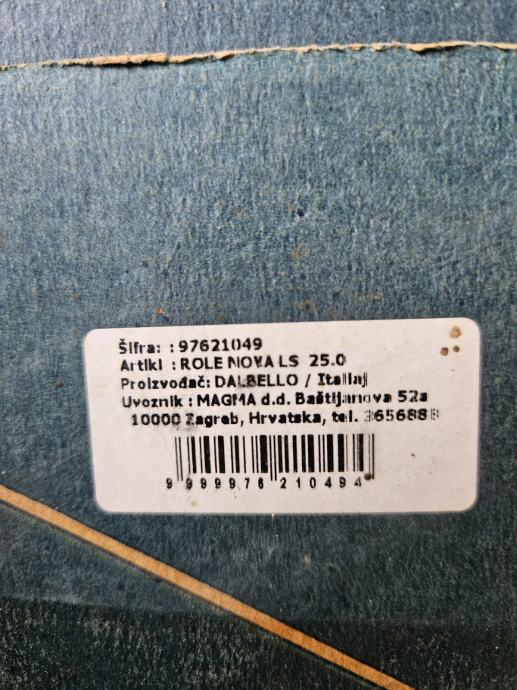 Šifra: : 97621049
Artikl : ROLE NOVA LS 25.0
Proizvođač: DALBELLO / Italiaj
Uvoznik : MAGMA d.d. Baštijanova 52a
10000 Zagreb, Hrvatska, tel. 3656888
9 999976 210494